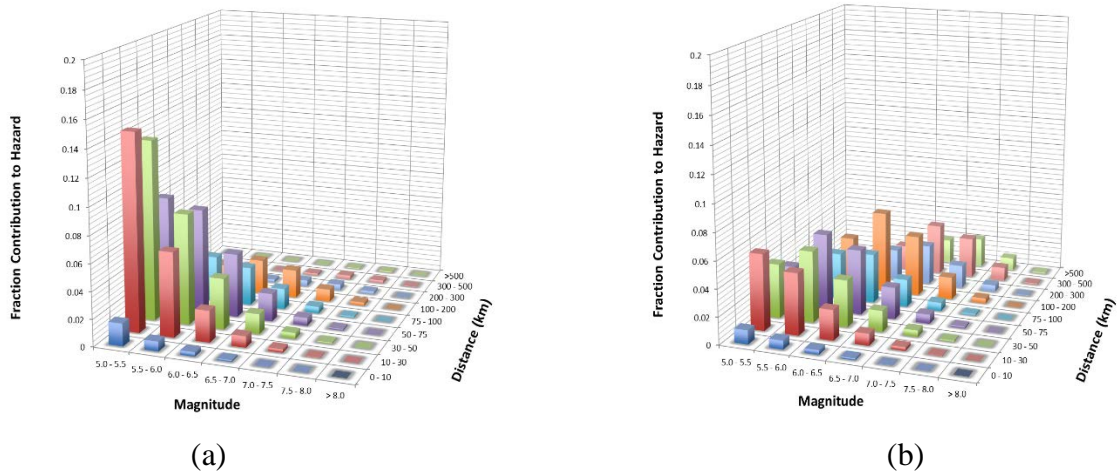 Fraction Contribution to Hazard
0.2
0.18
0.16
0.14
0.12
0.1
0.08
0.06
0.04
0.02
0
5.0 - 5.5
5.5 - 6.0
6.0 - 6.5
6.5 - 7.0
7.0 - 7.5
7.5 - 8.0
> 8.0
Magnitude
>500
300 - 500
200 - 300
100 - 200
75 - 100
50 - 75
30 - 50
10 - 30
0 - 10
Distance (km)
(a)
Fraction Contribution to Hazard
0.2
0.18
0.16
0.14
0.12
0.1
0.08
0.06
0.04
0.02
0
5.0 - 5.5
5.5 - 6.0
6.0 - 6.5
6.5 - 7.0
7.0 - 7.5
7.5 - 8.0
> 8.0
Magnitude
>500
300 - 500
200 - 300
100 - 200
75 - 100
50 - 75
30 - 50
10 - 30
0 - 10
Distance (km)
(b)